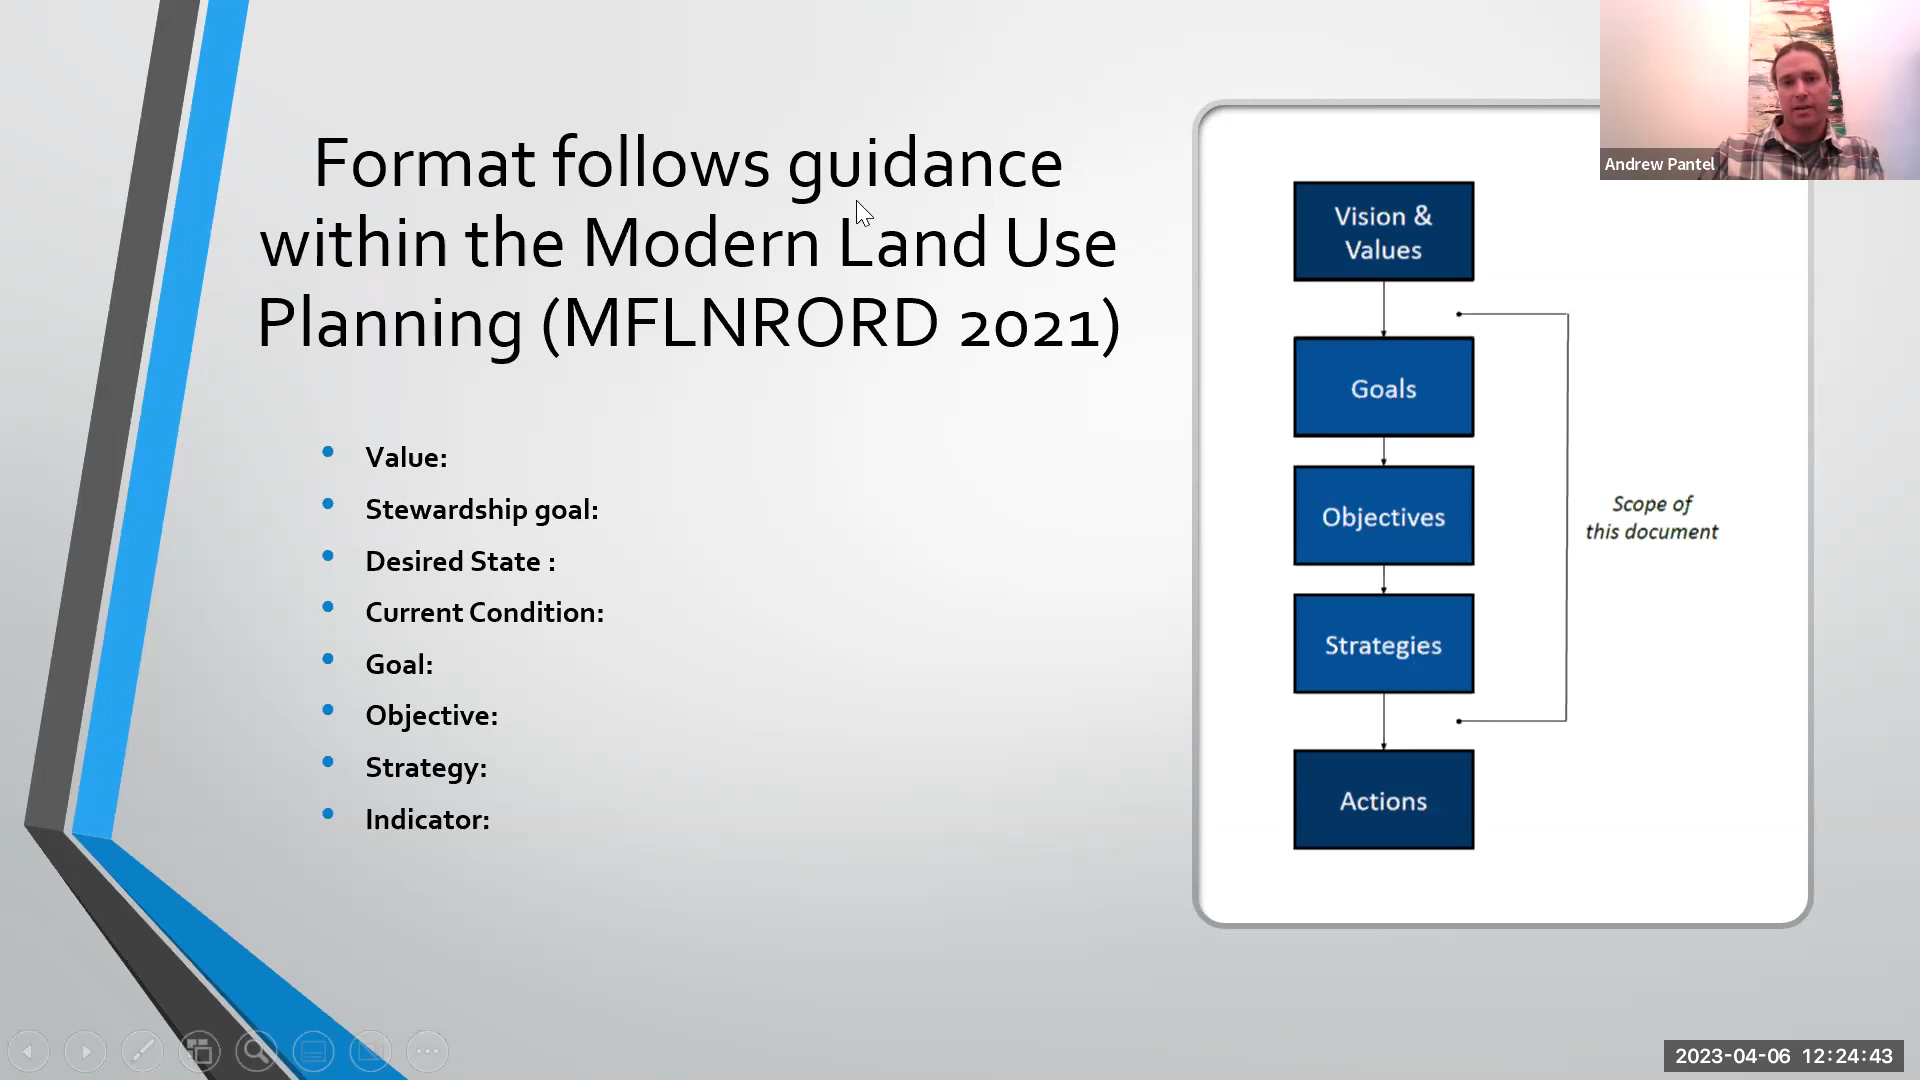 Format follows guidance
within the Modern Land Use
Planning (MFLNRORD 2021)
• Value:
• Stewardship goal:
• Desired State :
• Current Condition:
• Goal:
• Objective:
• Strategy:
• Indicator:
Vision &
Values
Goals
Objectives
Strategies
Actions
Scope of
this document
Andrew Pantel
2023-04-06 12:24:43